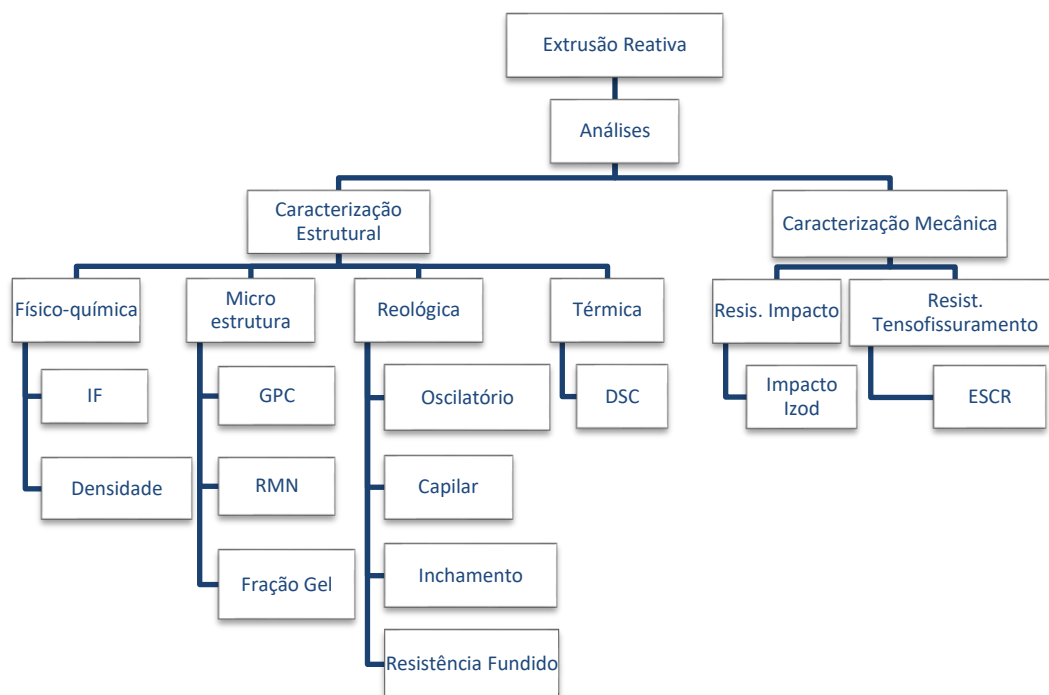 Extrusão Reativa
Análises
Caracterização
Estrutural
Caracterização Mecânica
Físico-química
Micro
estrutura
Reológica
Térmica
Resis. Impacto
Resist.
Tensofissuramento
IF
GPC
Oscilatório
DSC
Impacto
Izod
ESCR
Densidade
RMN
Capilar
Fração Gel
Inchamento
Resistência Fundido